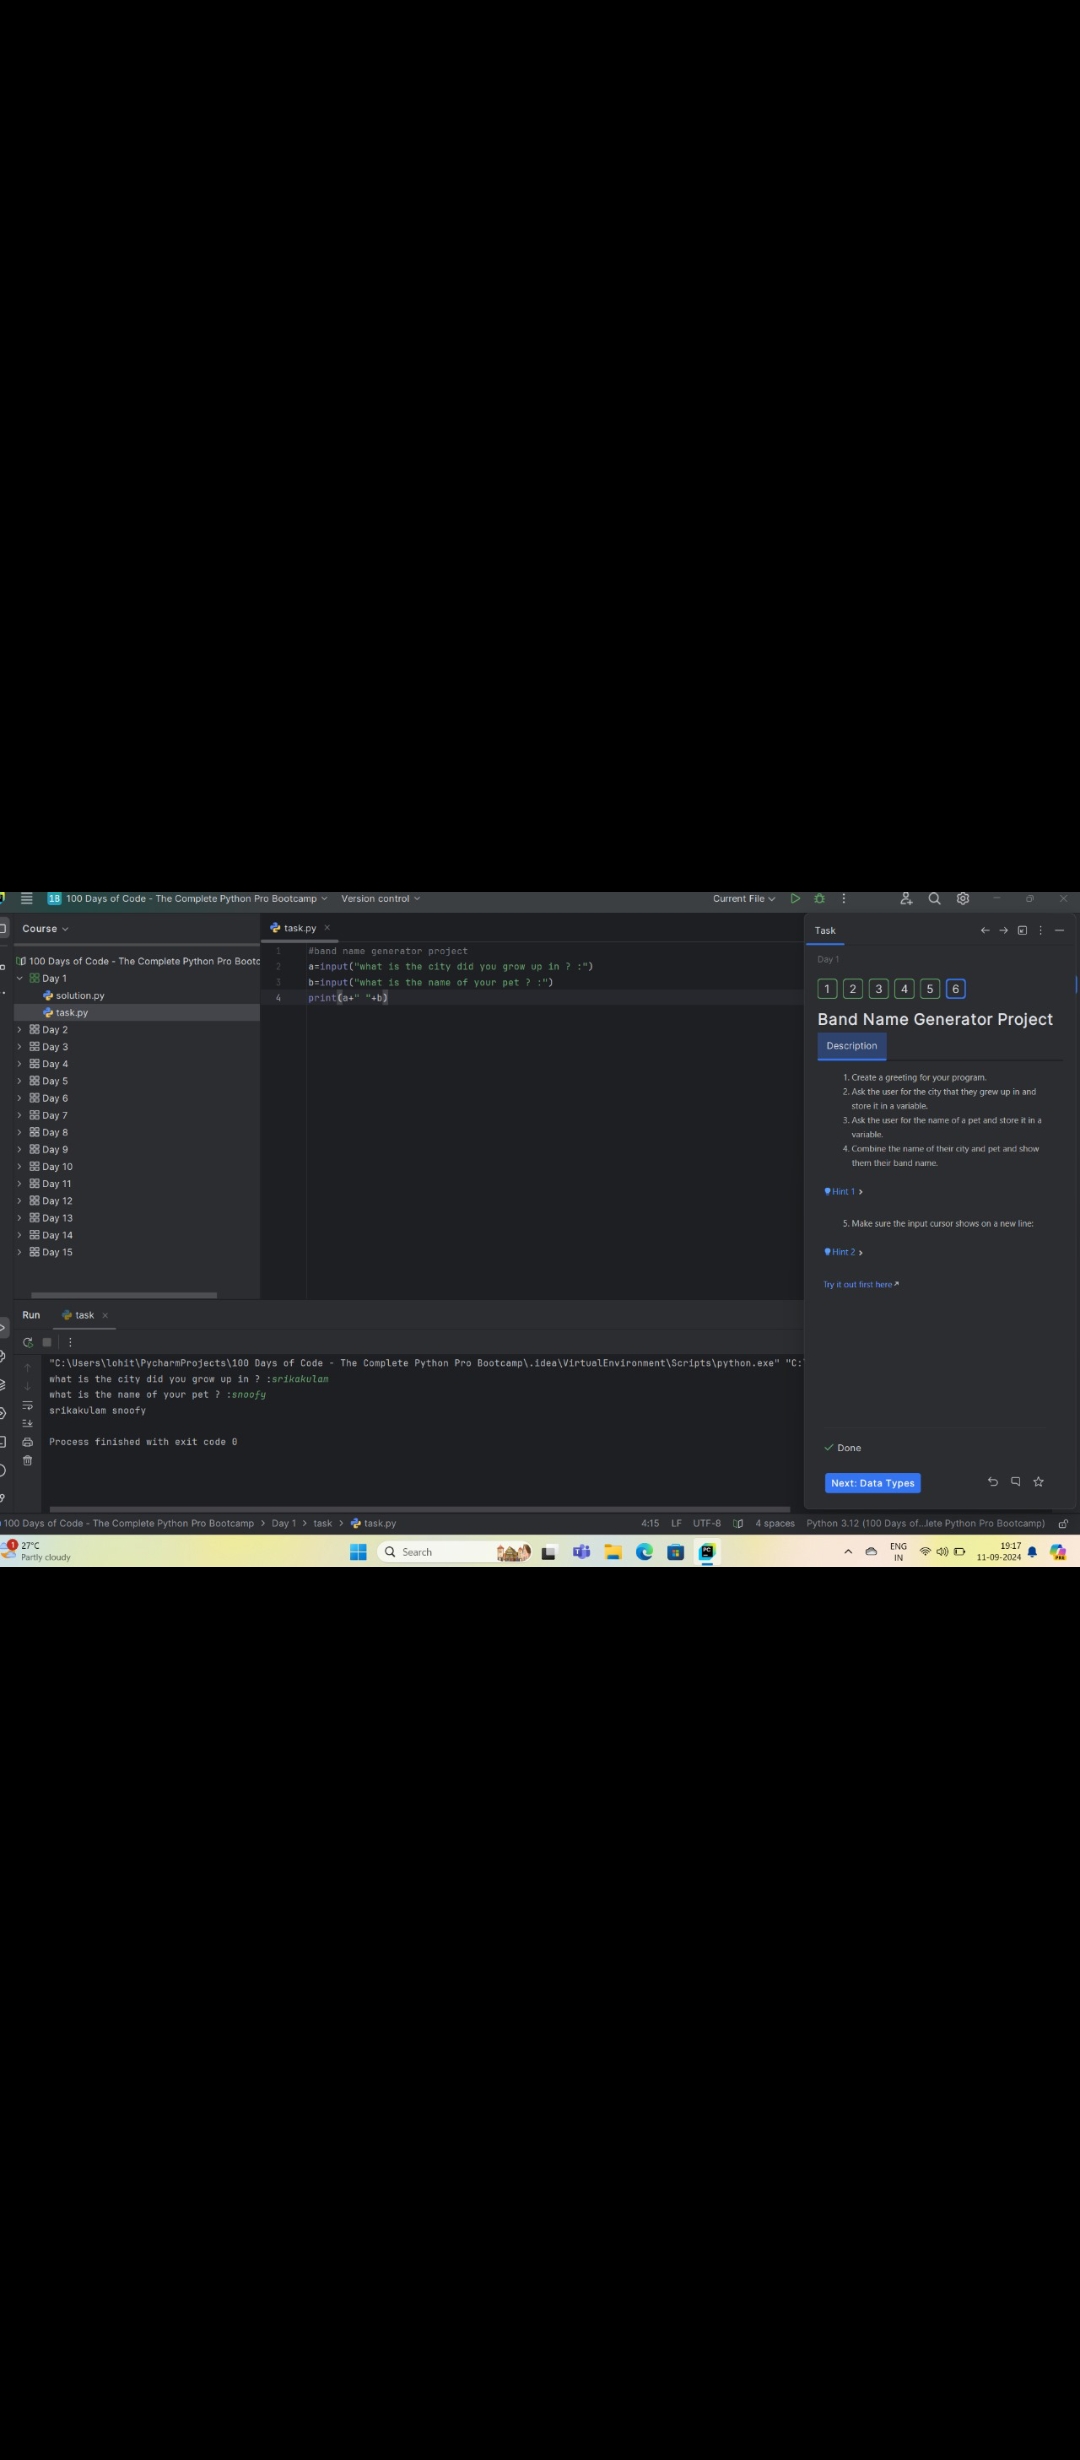 18 100 Days of Code - The Complete Python Pro Bootcamp Version control Current File
Course
100 Days of Code - The Complete Python Pro Bootc
Day 1
solution.py
task.py
Day 2
Day 3
Day 4
Day 5
Day 6
Day 7
Day 8
Day 9
Day 10
Day 11
Day 12
Day 13
Day 14
Day 15
task.py
1 #band name generator project
2 a=input("what is the city did you grow up in ? :")
3 b=input("what is the name of your pet ? :")
4 print(a+" "+b)
Task
Day 1
1 2 3 4 5 6
Band Name Generator Project
Description
1. Create a greeting for your program.
2. Ask the user for the city that they grew up in and
store it in a variable.
3. Ask the user for the name of a pet and store it in a
variable.
4. Combine the name of their city and pet and show
them their band name.
Hint 1
5. Make sure the input cursor shows on a new line:
Hint 2
Try it out first here
Done
Next: Data Types
Run task
"C:\Users\lohit\PycharmProjects\100 Days of Code - The Complete Python Pro Bootcamp\.idea\VirtualEnvironment\Scripts\python.exe" "C:
what is the city did you grow up in ? :srikakulam
what is the name of your pet ? :snoofy
srikakulam snoofy
Process finished with exit code 0
100 Days of Code - The Complete Python Pro Bootcamp > Day 1 > task > task.py 4:15 LF UTF-8 4 spaces Python 3.12 (100 Days of...lete Python Pro Bootcamp)
1 27°C
Partly cloudy
Search
ENG
IN
19:17
11-09-2024